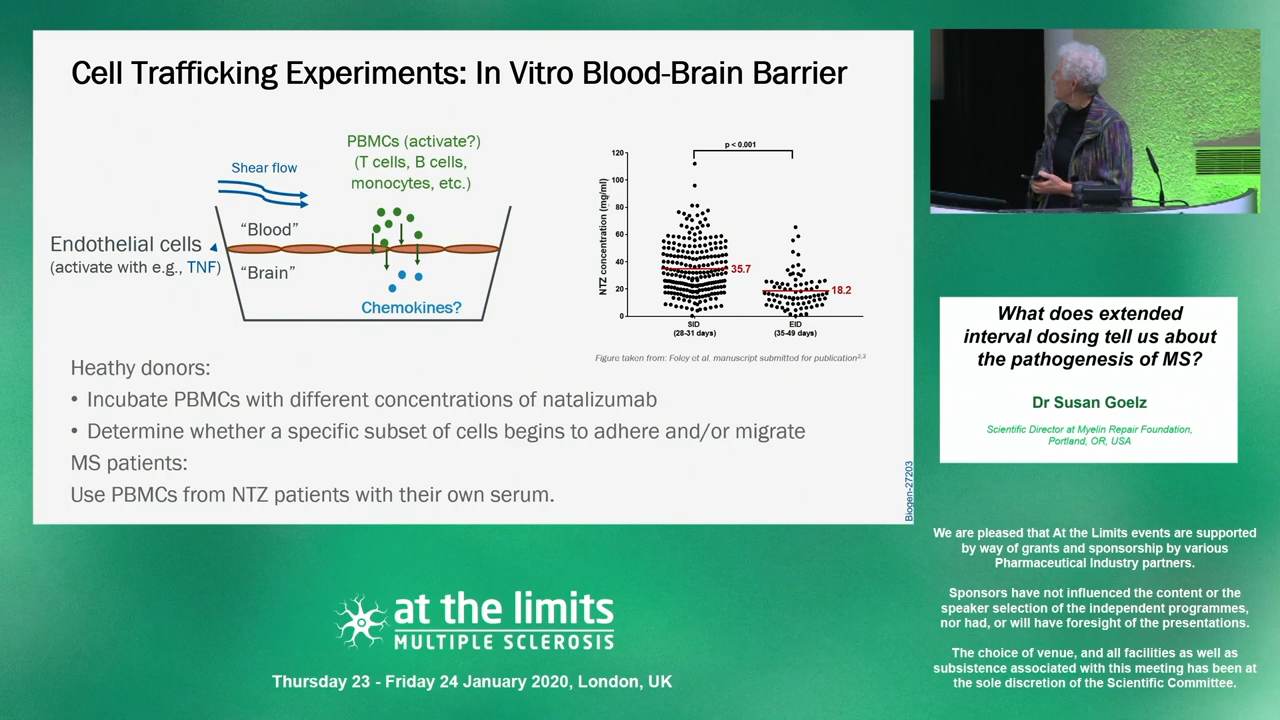 Cell Trafficking Experiments: In Vitro Blood-Brain Barrier
PBMCs (activate?)
(T cells, B cells,
monocytes, etc.)
Shear flow
"Blood"
Endothelial cells
(activate with e.g., TNF)
"Brain"
Chemokines?
p < 0.001
NTZ concentration (mg/ml)
120
100
80
60
40
20
0
35.7
18.2
SID
(28-31 days)
EID
(35-49 days)
Figure taken from: Foley et al. manuscript submitted for publication2,3
Heathy donors:
• Incubate PBMCs with different concentrations of natalizumab
• Determine whether a specific subset of cells begins to adhere and/or migrate
MS patients:
Use PBMCs from NTZ patients with their own serum.
Biogen-27203
What does extended
interval dosing tell us about
the pathogenesis of MS?
Dr Susan Goelz
Scientific Director at Myelin Repair Foundation,
Portland, OR, USA
We are pleased that At the Limits events are supported
by way of grants and sponsorship by various
Pharmaceutical Industry partners.
Sponsors have not influenced the content or the
speaker selection of the independent programmes,
nor had, or will have foresight of the presentations.
The choice of venue, and all facilities as well as
subsistence associated with this meeting has been at
the sole discretion of the Scientific Committee.
at the limits
MULTIPLE SCLEROSIS
Thursday 23 - Friday 24 January 2020, London, UK